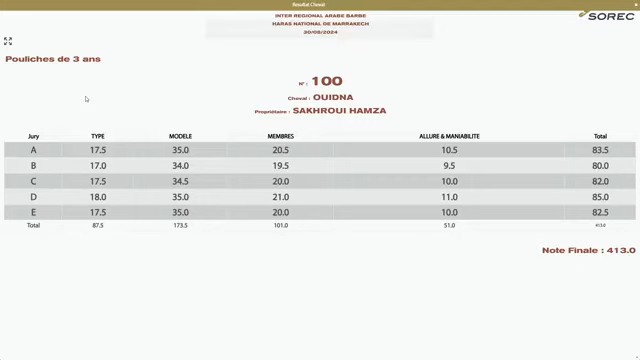 Resultat Cheval
INTER REGIONAL ARABE BARBE
HARAS NATIONAL DE MARRAKECH
30/06/2024
SOREC
Pouliches de 3 ans
N° : 100
Cheval : OUIDNA
Propriétaire : SAKHROUI HAMZA
Jury TYPE MODELE MEMBRES ALLURE & MANIABILITE Total
A 17.5 35.0 20.5 10.5 83.5
B 17.0 34.0 19.5 9.5 80.0
C 17.5 34.5 20.0 10.0 82.0
D 18.0 35.0 21.0 11.0 85.0
E 17.5 35.0 20.0 10.0 82.5
Total 87.5 173.5 101.0 51.0 413.0
Note Finale : 413.0